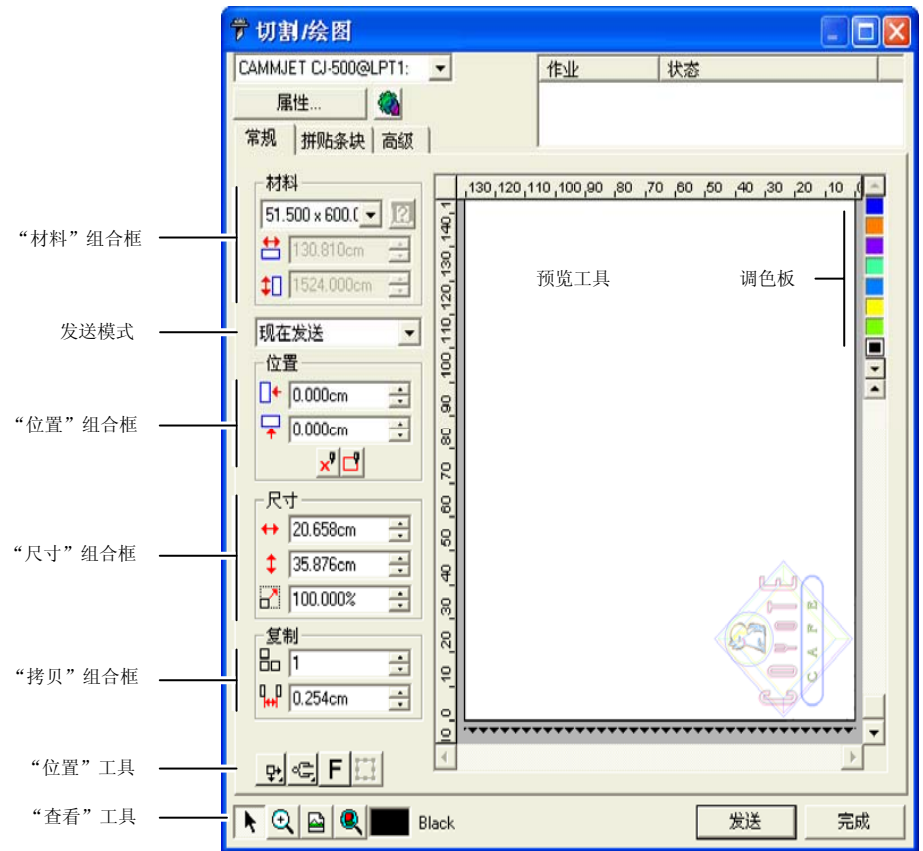 切割/绘图
CAMMJET CJ-500@LPT1:
作业 状态
属性...
常规 拼贴条块 高级
材料
51.500 x 600.(
130.810cm
1524.000cm
现在发送
位置
0.000cm
0.000cm
尺寸
20.658cm
35.876cm
100.000%
复制
1
0.254cm
F
130 120 110 100 90 80 70 60 50 40 30 20 10 0
140 130 120 110 100 90 80 70 60 50 40 30 20 10 0 10
预览工具
调色板
COYOTE
CAFE
Black
发送
完成
“材料”组合框
发送模式
“位置”组合框
“尺寸”组合框
“拷贝”组合框
“位置”工具
“查看”工具